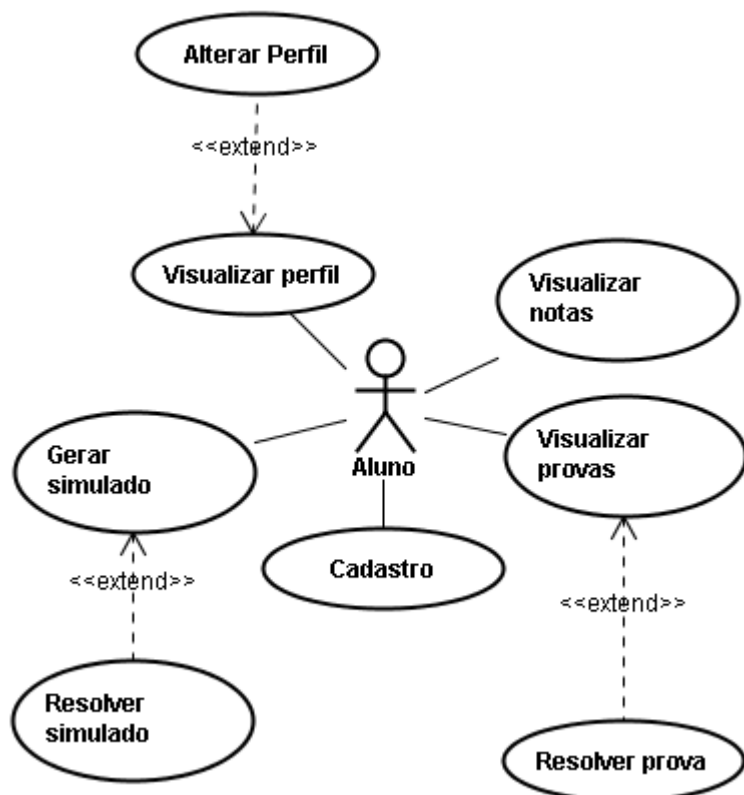 Alterar Perfil
<<extend>>
Visualizar perfil
Visualizar
notas
Aluno
Gerar
simulado
Visualizar
provas
Cadastro
<<extend>>
<<extend>>
Resolver
simulado
Resolver prova